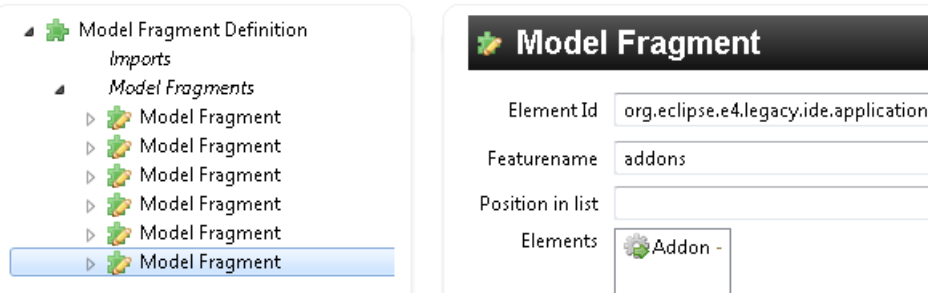 Model Fragment Definition
Imports
Model Fragments
Model Fragment
Model Fragment
Model Fragment
Model Fragment
Model Fragment
Model Fragment
Model Fragment
Element Id org.eclipse.e4.legacy.ide.application
Featurename addons
Position in list
Elements Addon -